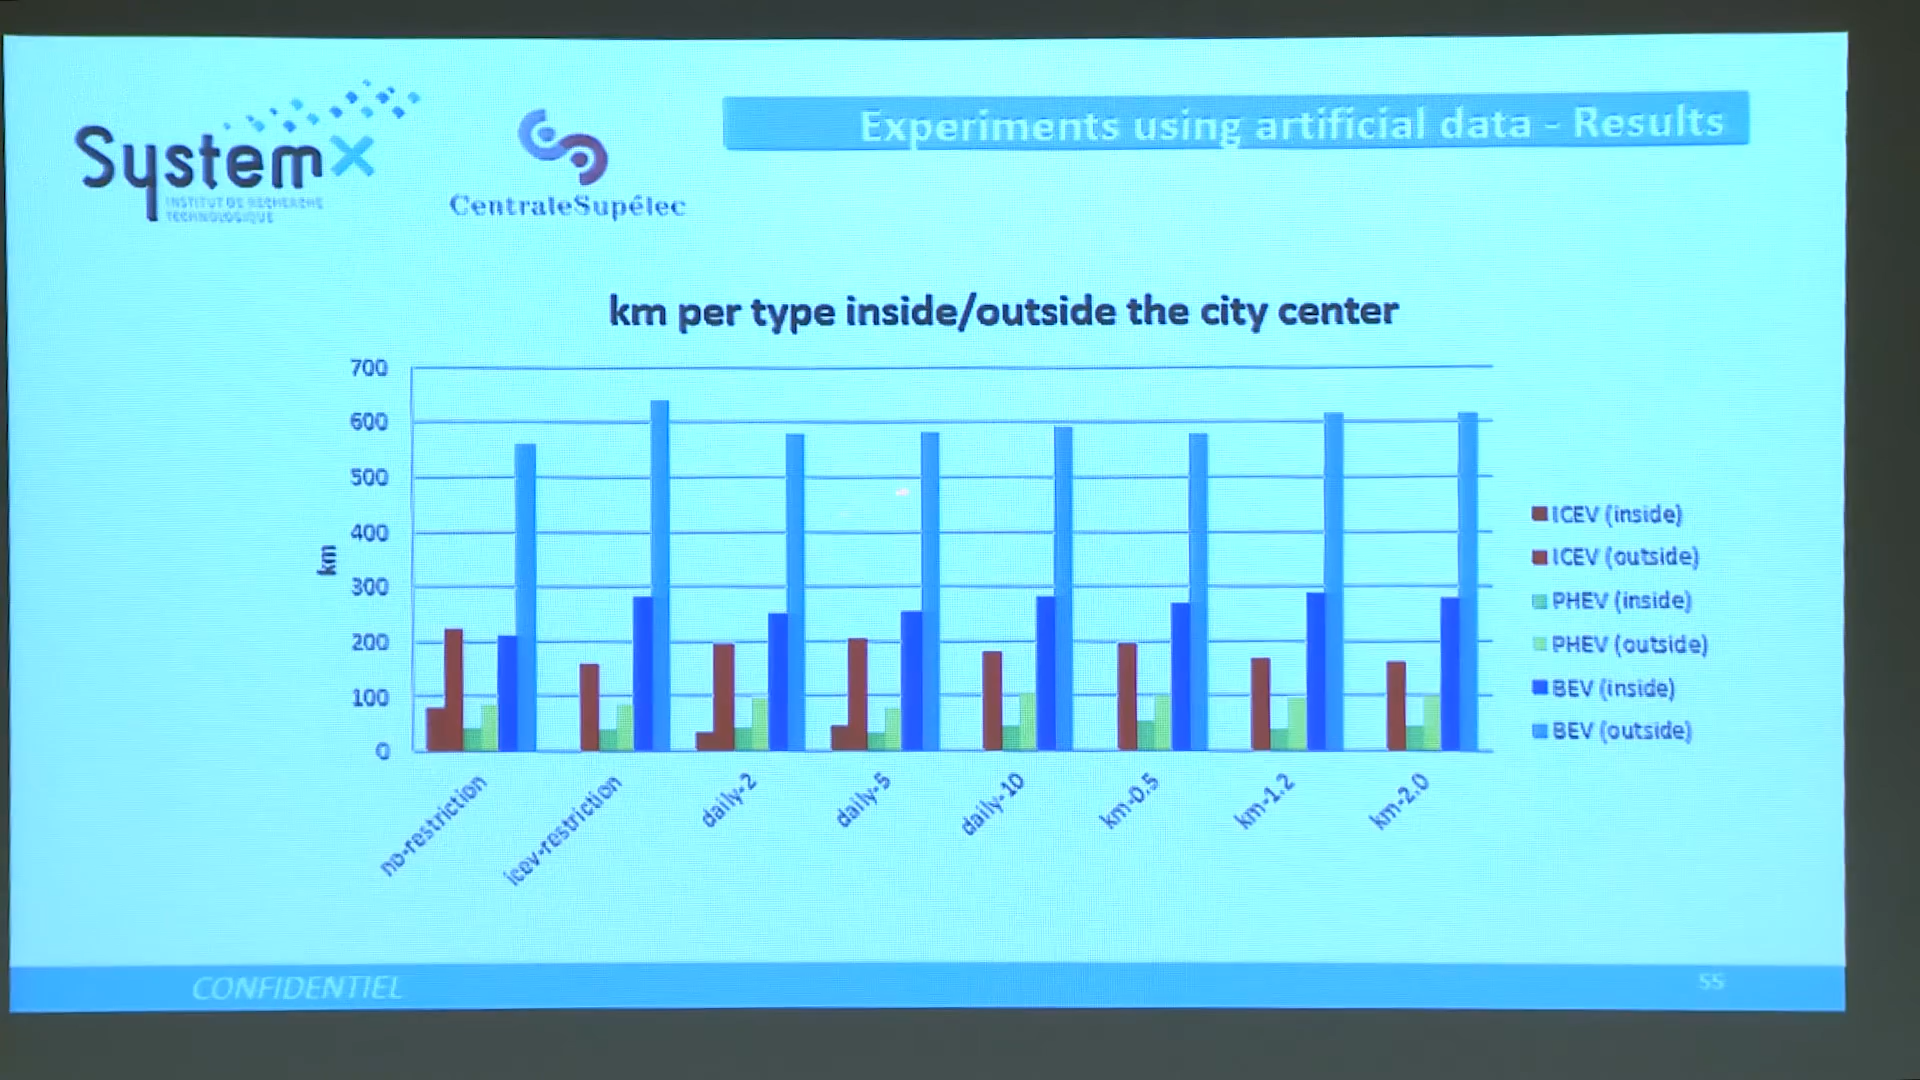 Experiments using artificial data - Results
SystemX
INSTITUT DE RECHERCHE
TECHNOLOGIQUE
CentraleSupélec
km per type inside/outside the city center
700
600
500
400
300
200
100
0
km
no-restriction
icev-restriction
daily-2
daily-5
daily-10
km-0.5
km-1.2
km-2.0
ICEV (inside)
ICEV (outside)
PHEV (inside)
PHEV (outside)
BEV (inside)
BEV (outside)
CONFIDENTIEL
55